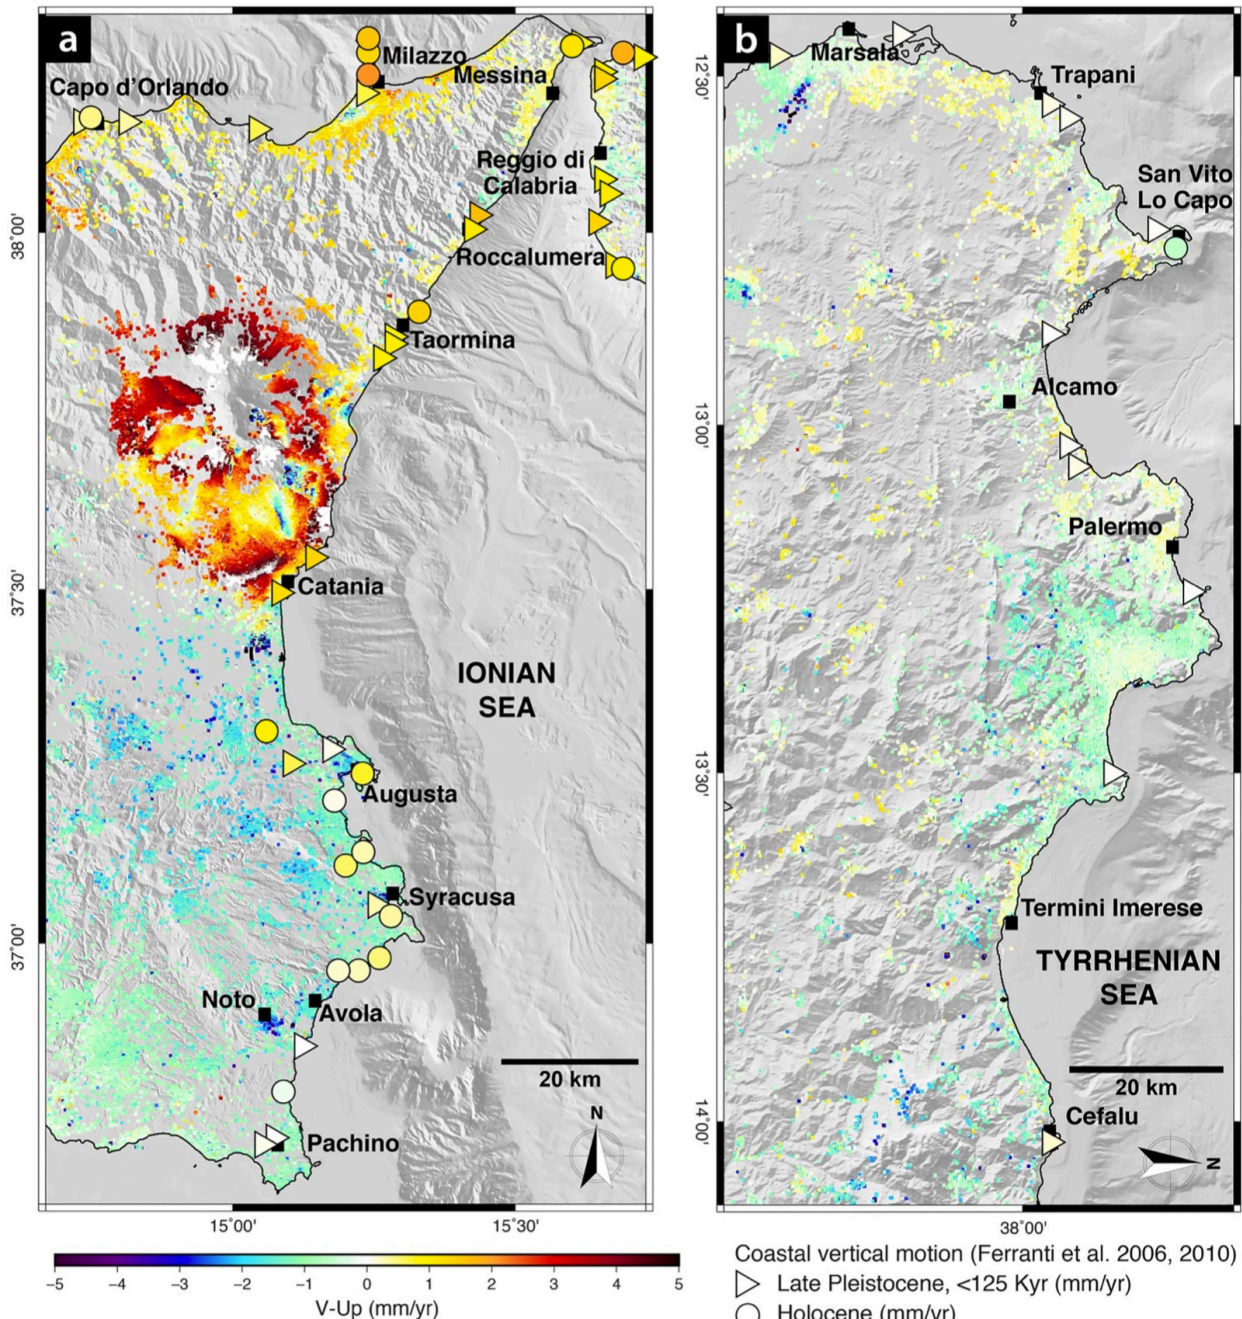 a
Capo d'Orlando
Milazzo
Messina
Reggio di
Calabria
Roccalumera
Taormina
Catania
IONIAN
SEA
Augusta
Syracusa
Noto
Avola
20 km
N
Pachino
38°00'
37°30'
37°00'
15°00'
15°30'
b
Marsala
Trapani
San Vito
Lo Capo
Alcamo
Palermo
Termini Imerese
TYRRHENIAN
SEA
20 km
Cefalu
N
12°30'
13°00'
13°30'
14°00'
38°00'
−5 −4 −3 −2 −1 0 1 2 3 4 5
V-Up (mm/yr)
Coastal vertical motion (Ferranti et al. 2006, 2010)
Late Pleistocene, <125 Kyr (mm/yr)
Holocene (mm/yr)